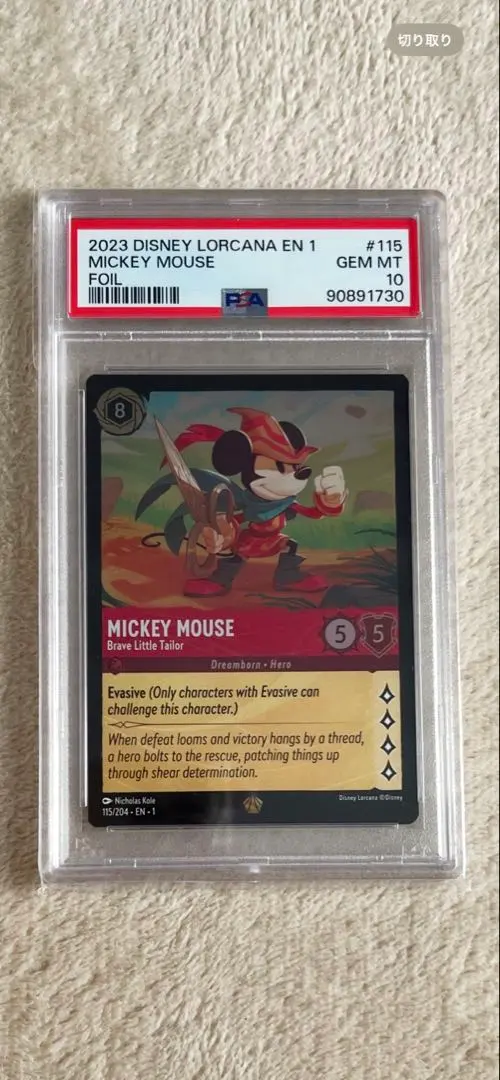 切り取り
2023 DISNEY LORCANA EN 1 #115
MICKEY MOUSE GEM MT
FOIL 10
PSA 90891730
8
MICKEY MOUSE
Brave Little Tailor
5 5
Dreamborn • Hero
Evasive (Only characters with Evasive can
challenge this character.)
When defeat looms and victory hangs by a thread,
a hero bolts to the rescue, patching things up
through shear determination.
Nicholas Kole
Disney Lorcana ©Disney
115/204 • EN • 1